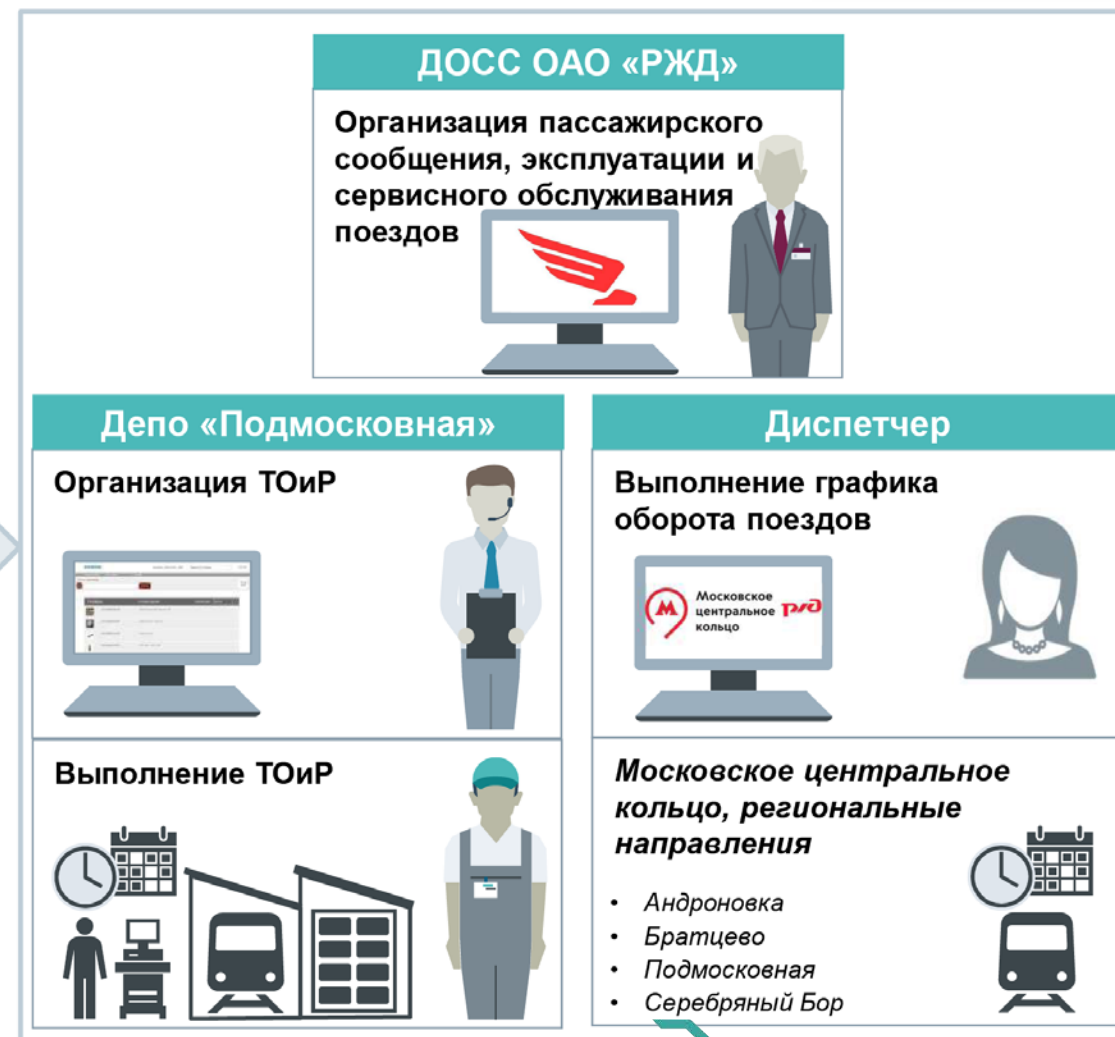 ДОСС ОАО «РЖД»
Организация пассажирского
сообщения, эксплуатации и
сервисного обслуживания
поездов
Депо «Подмосковная»
Организация ТОиР
Выполнение ТОиР
Диспетчер
Выполнение графика
оборота поездов
Московское
центральное
кольцо
ржд
Московское центральное
кольцо, региональные
направления
• Андроновка
• Братцево
• Подмосковная
• Серебряный Бор